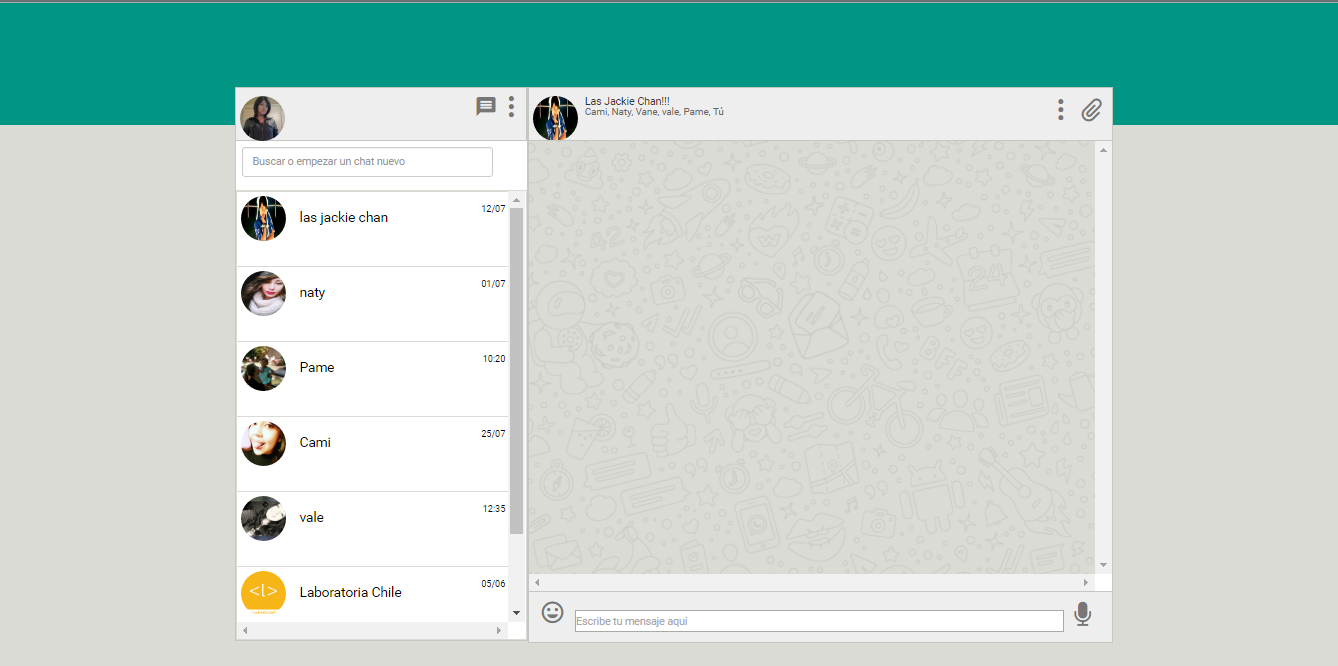 Las Jackie Chan!!!
Cami, Naty, Vane, vale, Pame, Tú
Buscar o empezar un chat nuevo
las jackie chan 12/07
naty 01/07
Pame 10:20
Cami 25/07
vale 12:35
<[> Laboratoria Chile 05/06
Escribe tu mensaje aqui